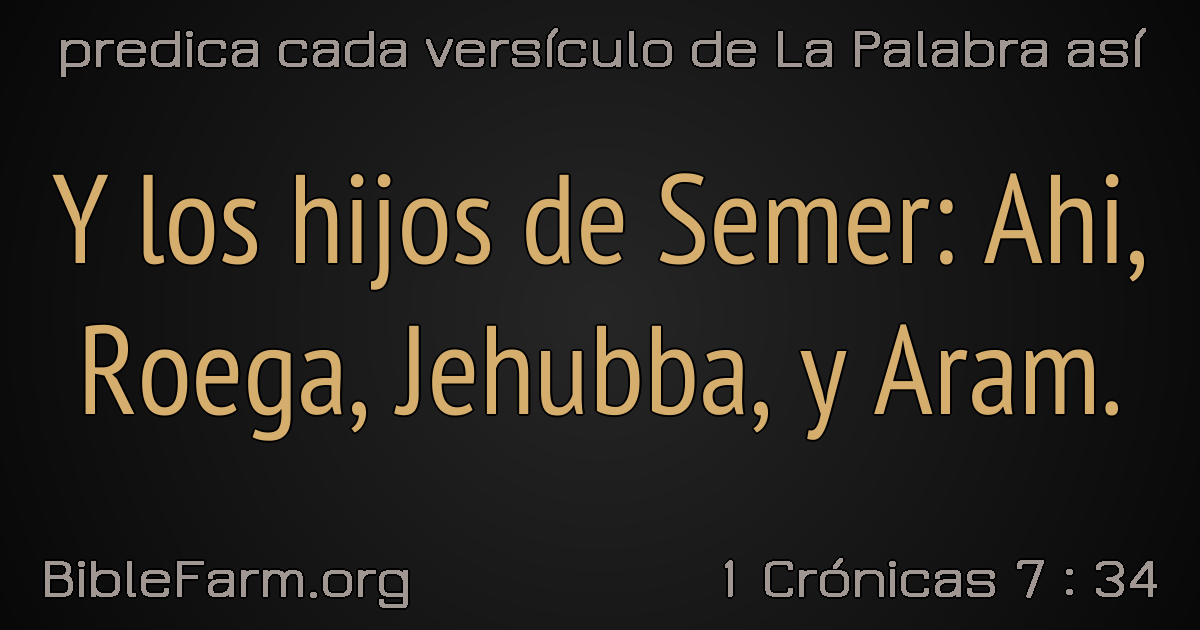 predica cada versículo de La Palabra así
Y los hijos de Semer: Ahi,
Roega, Jehubba, y Aram.
BibleFarm.org
1 Crónicas 7 : 34